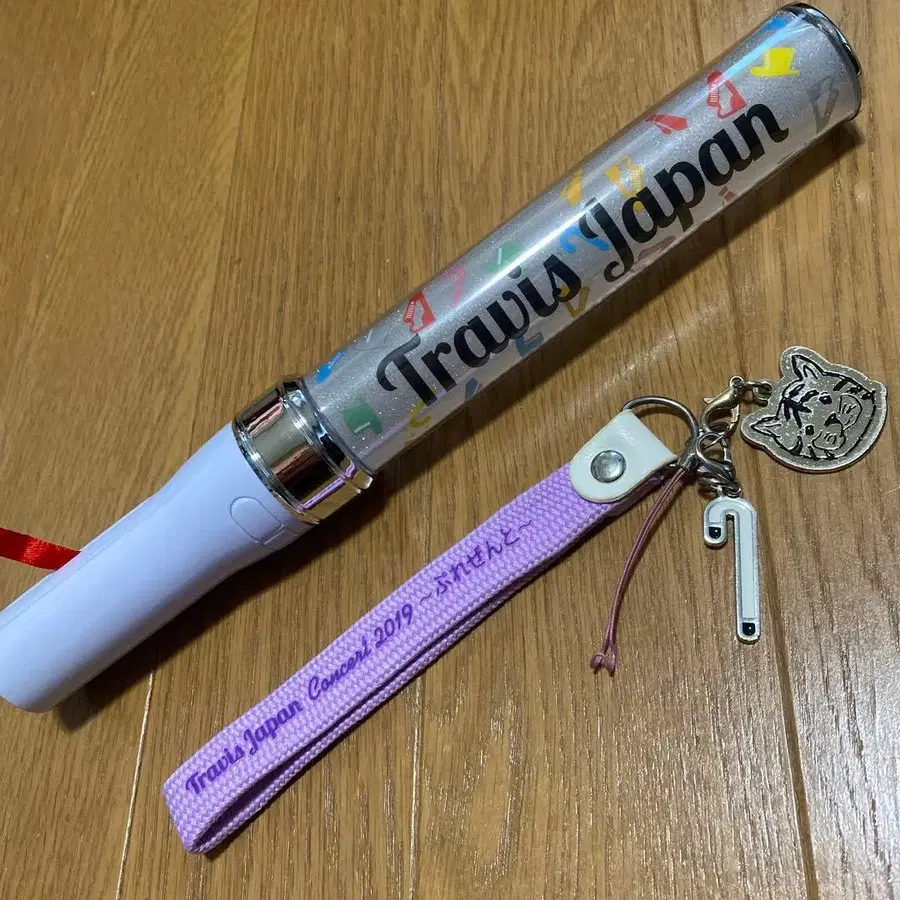 Travis Japan
Travis Japan Concert 2019 ～ぷれぜんと～